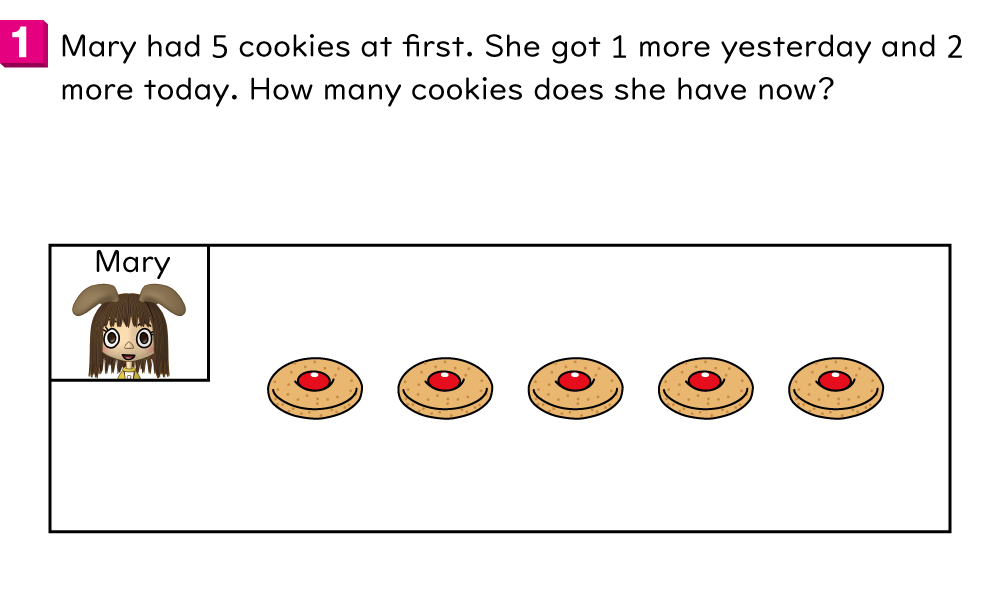 1 Mary had 5 cookies at first. She got 1 more yesterday and 2
more today. How many cookies does she have now?
Mary